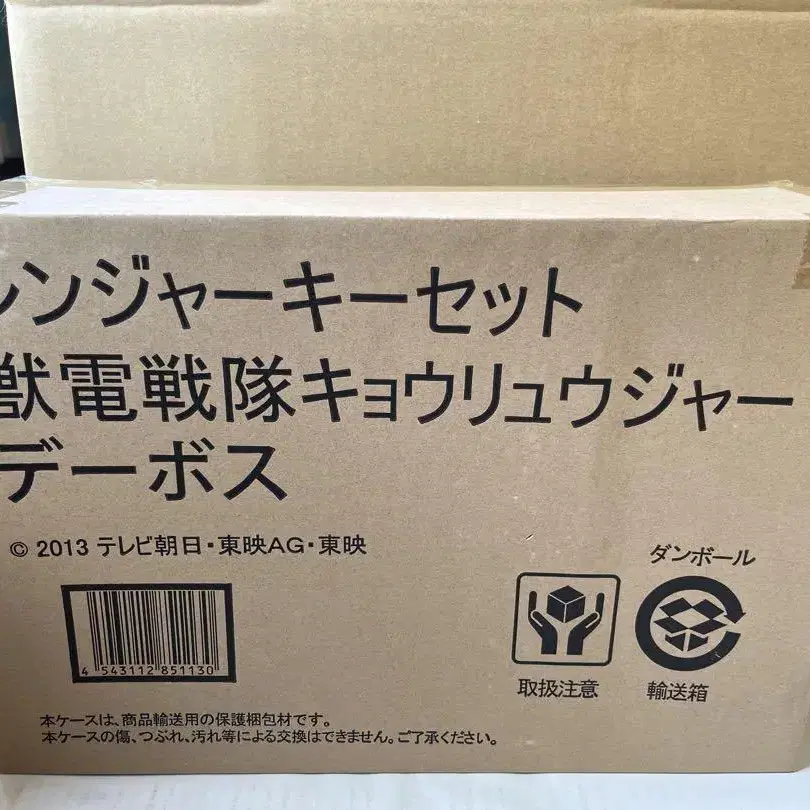 ンジャーキーセット
獣電戦隊キョウリュウジャー
デーボス
© 2013 テレビ朝日・東映AG・東映
ダンボール
4 543112 851130
取扱注意
輸送箱
本ケースは、商品輸送用の保護梱包材です。
本ケースの傷、つぶれ、汚れ等による交換はできません。ご了承ください。